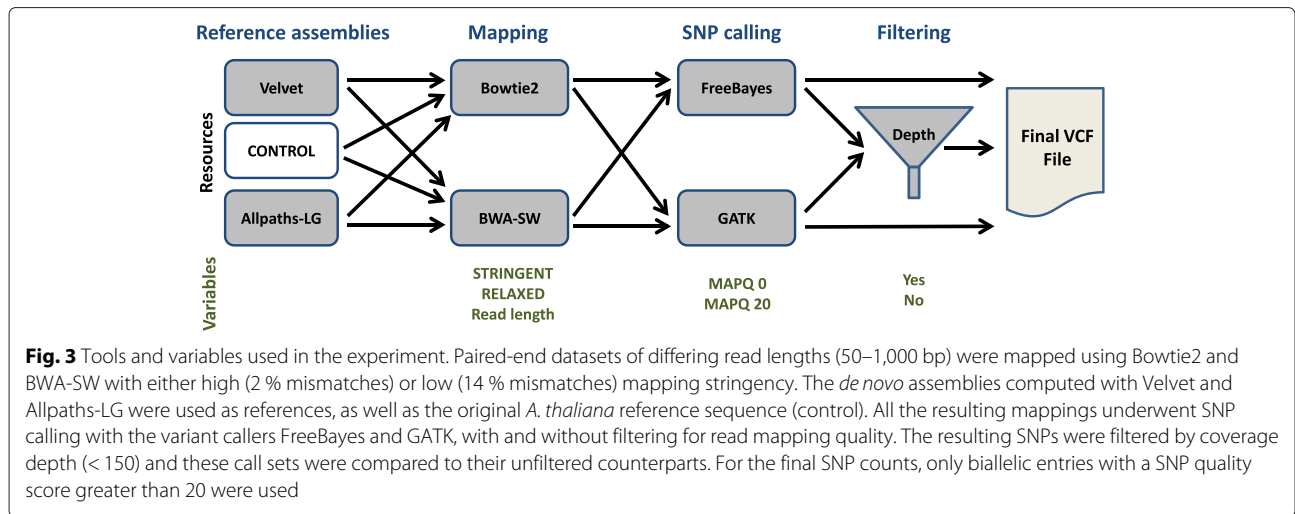 Reference assemblies
Mapping
SNP calling
Filtering
Resources
Velvet
CONTROL
Allpaths-LG
Bowtie2
BWA-SW
FreeBayes
GATK
Depth
Final VCF
File
Variables
STRINGENT
RELAXED
Read length
MAPQ 0
MAPQ 20
Yes
No
Fig. 3 Tools and variables used in the experiment. Paired-end datasets of differing read lengths (50–1,000 bp) were mapped using Bowtie2 and
BWA-SW with either high (2 % mismatches) or low (14 % mismatches) mapping stringency. The de novo assemblies computed with Velvet and
Allpaths-LG were used as references, as well as the original A. thaliana reference sequence (control). All the resulting mappings underwent SNP
calling with the variant callers FreeBayes and GATK, with and without filtering for read mapping quality. The resulting SNPs were filtered by coverage
depth (< 150) and these call sets were compared to their unfiltered counterparts. For the final SNP counts, only biallelic entries with a SNP quality
score greater than 20 were used